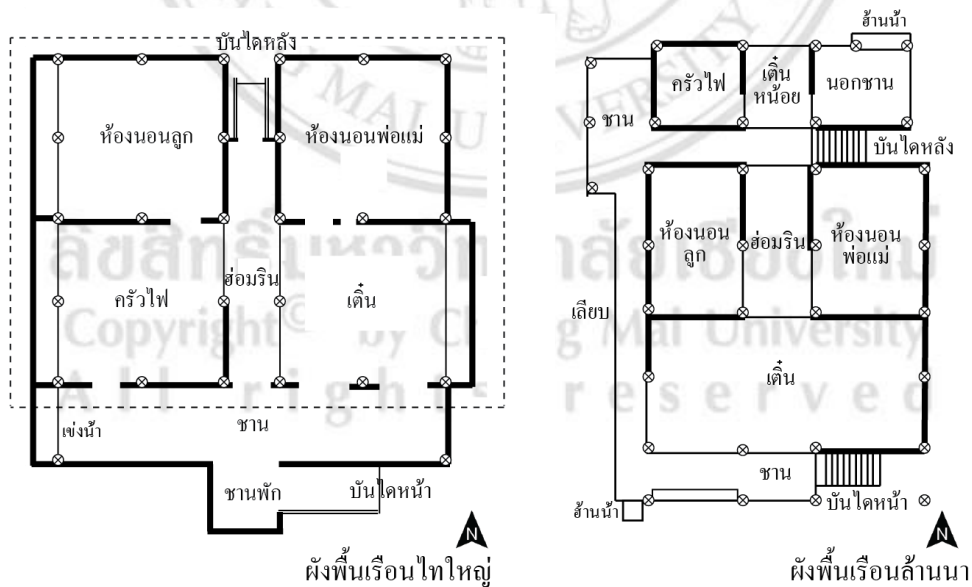 บันไดหลัง
ห้องนอนลูก
ห้องนอนพ่อแม่
ครัวไฟ
ฮ่อมริน
เติ๋น
เข่งน้ำ
ชาน
ชานพัก
บันไดหน้า
N
ผังพื้นเรือนไทใหญ่
ฮ้านน้ำ
ครัวไฟ
เติ๋น
หน้อย
นอกชาน
ชาน
บันไดหลัง
ห้องนอน
ลูก
ฮ่อมริน
ห้องนอน
พ่อแม่
เลียบ
เติ๋น
ชาน
ฮ้านน้ำ
บันไดหน้า
N
ผังพื้นเรือนล้านนา
Copyright© by Chiang Mai University
All rights reserved